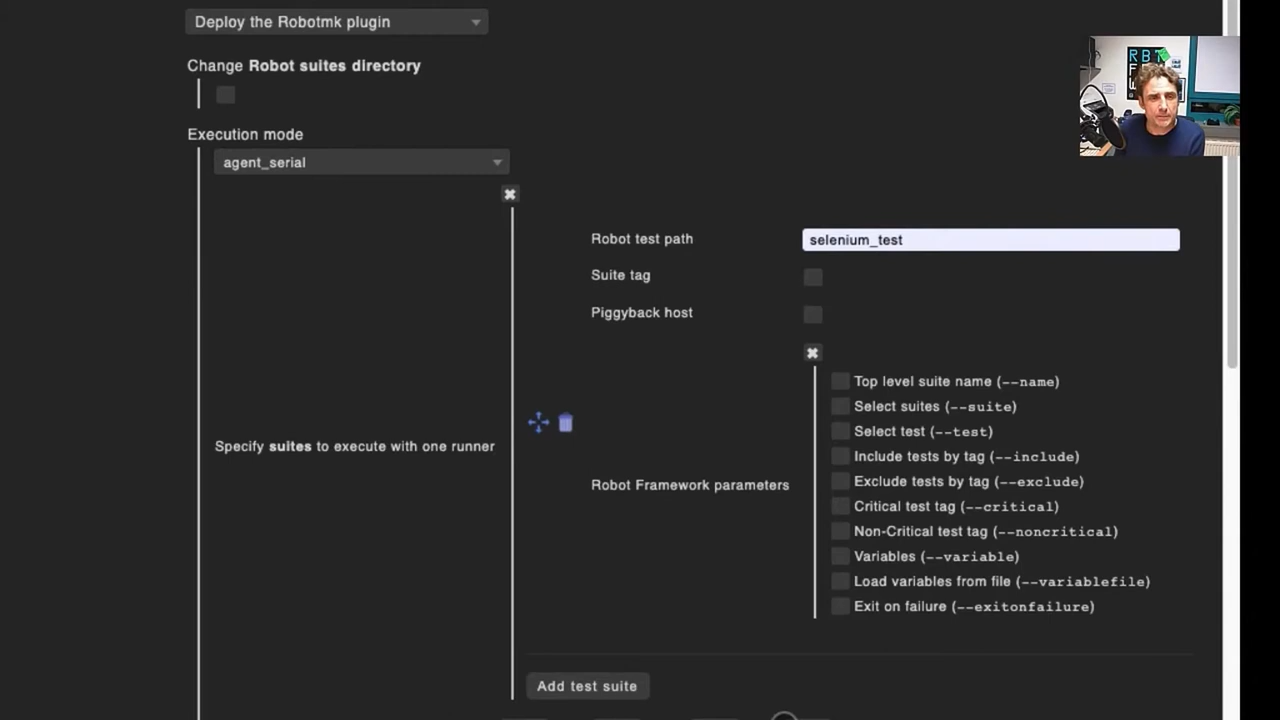 Deploy the Robotmk plugin
Change Robot suites directory
Execution mode
agent_serial
Robot test path
selenium_test
Suite tag
Piggyback host
Top level suite name (--name)
Select suites (--suite)
Select test (--test)
Specify suites to execute with one runner
Include tests by tag (--include)
Robot Framework parameters
Exclude tests by tag (--exclude)
Critical test tag (--critical)
Non-Critical test tag (--noncritical)
Variables (--variable)
Load variables from file (--variablefile)
Exit on failure (--exitonfailure)
Add test suite